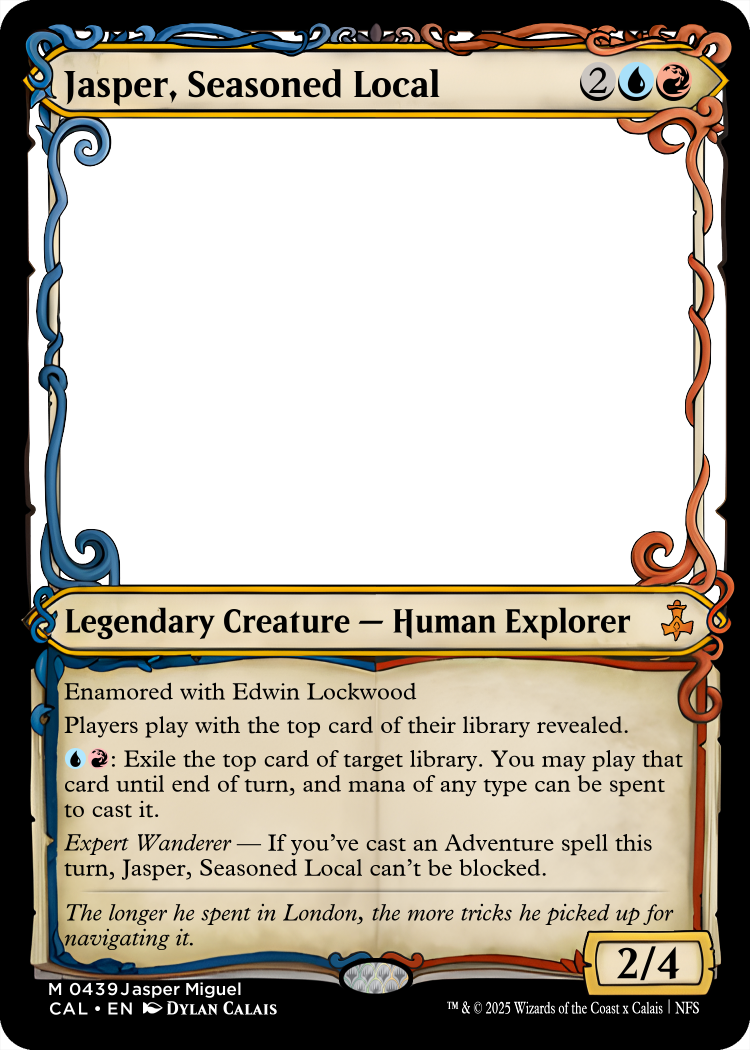 Jasper, Seasoned Local 2
Legendary Creature — Human Explorer
Enamored with Edwin Lockwood
Players play with the top card of their library revealed.
: Exile the top card of target library. You may play that
card until end of turn, and mana of any type can be spent
to cast it.
Expert Wanderer — If you've cast an Adventure spell this
turn, Jasper, Seasoned Local can't be blocked.
The longer he spent in London, the more tricks he picked up for
navigating it.
2/4
M 0439 Jasper Miguel
CAL • EN Dylan Calais
™ & © 2025 Wizards of the Coast x Calais | NFS